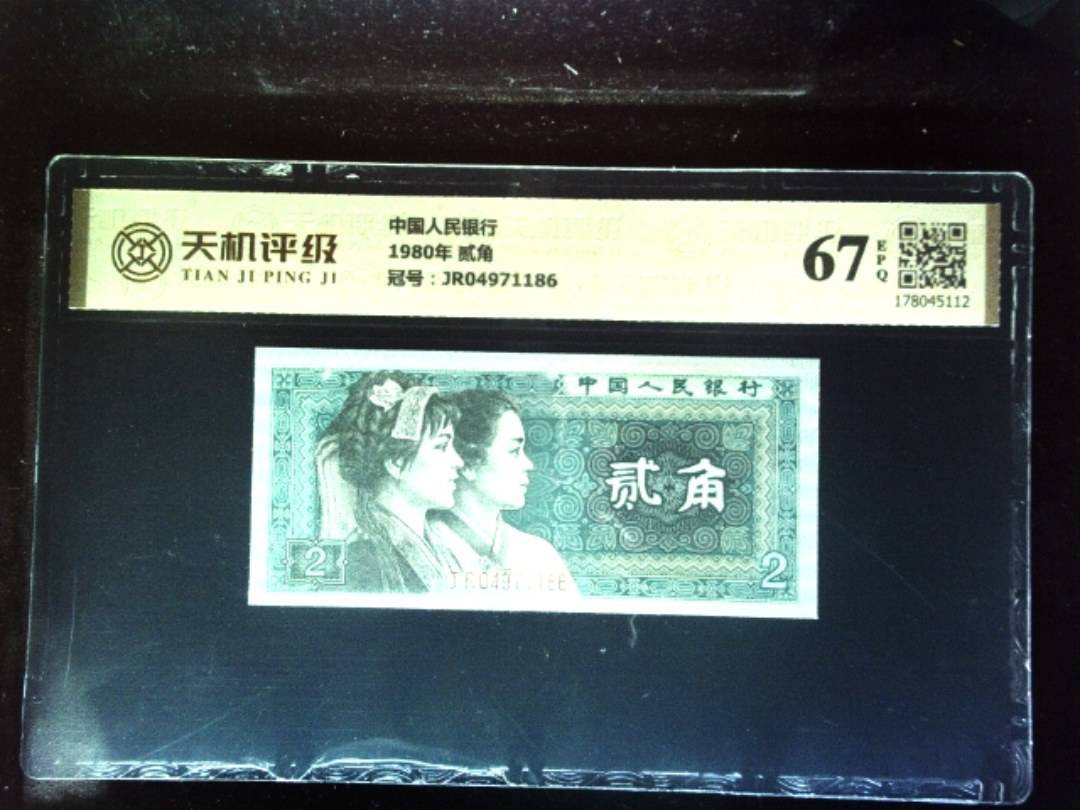 天机评级
TIAN JI PING JI
中国人民银行
1980年 贰角
冠号：JR04971186
67
EPQ
178045112
中国人民银行
贰角
2
2
JR04971186